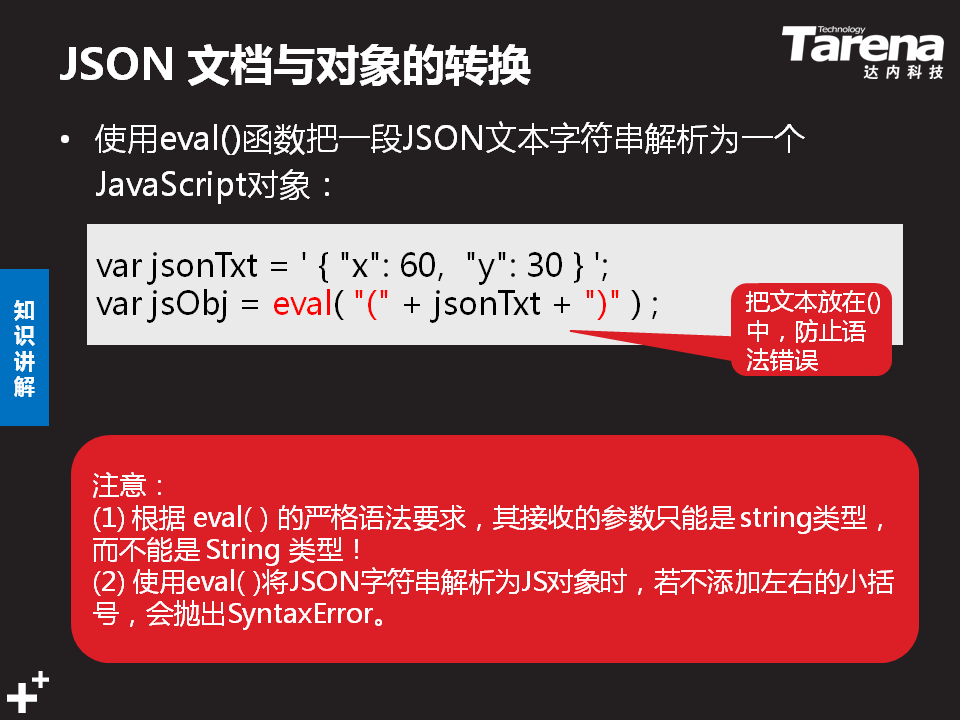 JSON 文档与对象的转换
Technology
Tarena
达内科技
• 使用eval()函数把一段JSON文本字符串解析为一个
JavaScript对象：
var jsonTxt = ' { "x": 60,  "y": 30 } ';
var jsObj = eval( "(" + jsonTxt + ")" ) ;
把文本放在()
中，防止语
法错误
知
识
讲
解
注意：
(1) 根据 eval( ) 的严格语法要求，其接收的参数只能是 string类型，
而不能是 String 类型！
(2) 使用eval( )将JSON字符串解析为JS对象时，若不添加左右的小括
号，会抛出SyntaxError。